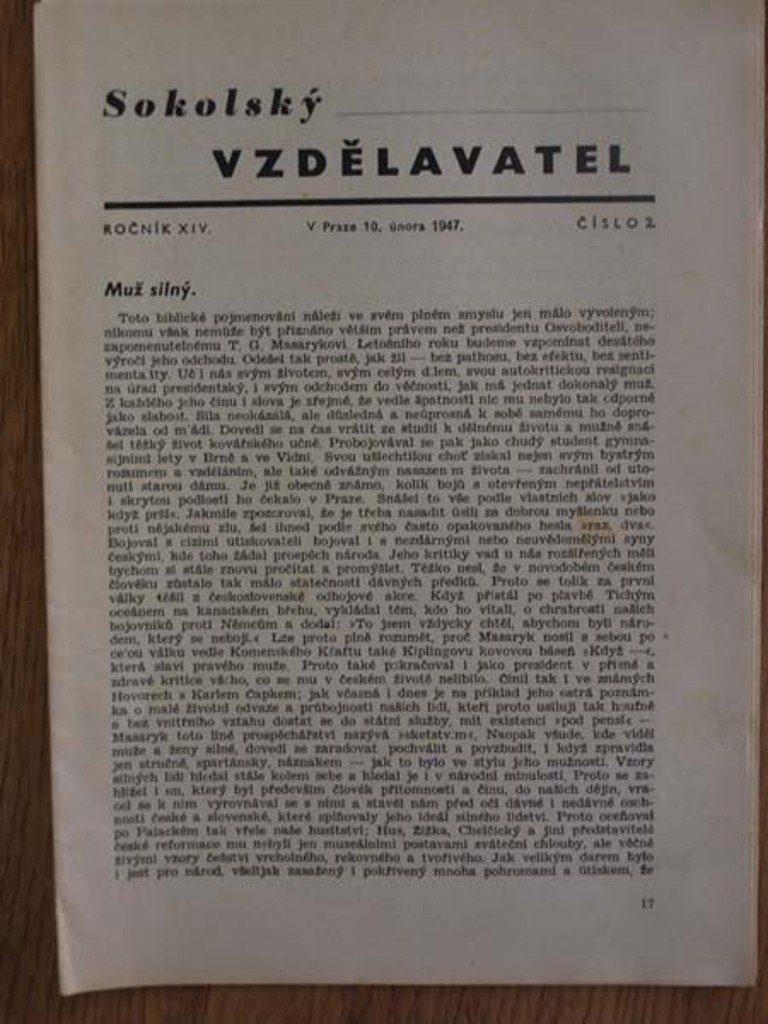 Sokolský
VZDĚLAVATEL
ROČNÍK XIV.
V Praze 10. února 1947.
ČÍSLO 2.
Muž silný.
Toto biblické pojmenování náleží ve svém plném smyslu jen málo vyvoleným;
nikomu však nemůže být přiznáno větším právem než presidentu Osvoboditeli, ne-
zapomenutelnému T. G. Masarykovi. Letošního roku budeme vzpomínat desátého
výročí jeho odchodu. Odešel tak prostě, jak žil — bez pathosu, bez efektu, bez senti-
mentality. Učil nás svým životem, svým celým dílem, svou autokritickou resignací
na úřad presidentský, i svým odchodem do věčnosti, jak má jednat dokonalý muž.
Z každého jeho činu i slova je zřejmé, že vedle špatnosti nic mu nebylo tak odporné
jako slabost. Síla neokázalá, ale důsledná a neúprosná k sobě samému ho dopro-
vázela od mládí. Dovedl se na čas vrátit ze studií k dělnému životu a mužně sná-
šel těžký život kovářského učně. Probojovával se pak jako chudý student gymna-
sijními lety v Brně a ve Vídni. Svou ušlechtilou choť získal nejen svým bystrým
rozumem a vzděláním, ale také odvážným nasazením života — zachránil od uto-
nutí starou dámu. Je již obecně známo, kolik bojů s otevřeným nepřátelstvím
i skrytou podlostí ho čekalo v Praze. Snášel to vše podle vlastních slov »jako
když prší«. Jakmile zpozoroval, že je třeba nasadit úsilí za dobrou myšlenku nebo
proti nějakému zlu, šel ihned podle svého často opakovaného hesla »raz, dva«.
Bojoval s cizími utiskovateli bojoval i s nezdárnými nebo neuvědomělými syny
českými, kde toho žádal prospěch národa. Jeho kritiky vad u nás rozšířených měli
bychom si stále znovu pročítat a promýšlet. Těžko nesl, že v novodobém českém
člověku zůstalo tak málo statečnosti dávných předků. Proto se tolik za první
války těšil z československé odbojové akce. Když přistál po plavbě Tichým
oceánem na kanadském břehu, vykládal těm, kdo ho vítali, o chrabrosti našich
bojovníků proti Němcům a dodal: »To jsem vždycky chtěl, abychom byli náro-
dem, který se nebojí.« Lze proto plně rozumět, proč Masaryk nosil s sebou po
celou válku vedle Komenského Kšaftu také Kiplingovu kovovou báseň »Když —«,
která slaví pravého muže. Proto také pokračoval i jako president v přísné a
zdravé kritice všeho, co se mu v českém životě nelíbilo. Činil tak i ve známých
Hovorech s Karlem Čapkem; jak včasná i dnes je na příklad jeho ostrá poznám-
ka o malé životní odvaze a průbojnosti našich lidí, kteří proto usilují tak houfně
a bez vnitřního vztahu dostat se do státní služby, mít existenci »pod pensí« —
Masaryk toto líné prospěchářství nazývá Naopak všude, kde viděl
muže a ženy silné, dovedl se zaradovat pochválit a povzbudit, i když zpravidla
jen stručně, spartánsky, náznakem — jak to bylo ve stylu jeho mužnosti. Vzory
silných lidí hledal stále kolem sebe a hledal je i v národní minulosti. Proto se za-
hleděl i on, který byl především člověk přítomnosti a činu, do našich dějin, vra-
cel se k nim vyrovnával se s nimi a stavěl nám před oči dávné i nedávné osob-
nosti české a slovenské, které splňovaly jeho ideál silného lidství. Proto oceňoval
po Palackém tak vřele naše husitství; Hus, Žižka, Chelčický a jiní představitelé
české reformace mu nebyli jen museálními postavami sváteční chlouby, ale věčně
živými vzory češství vrcholného, rekovného a tvořivého. Jak velikým darem bylo
i jest pro národ, všelijak zasažený i pokřivený mnoha pohromami a útiskem, že
17